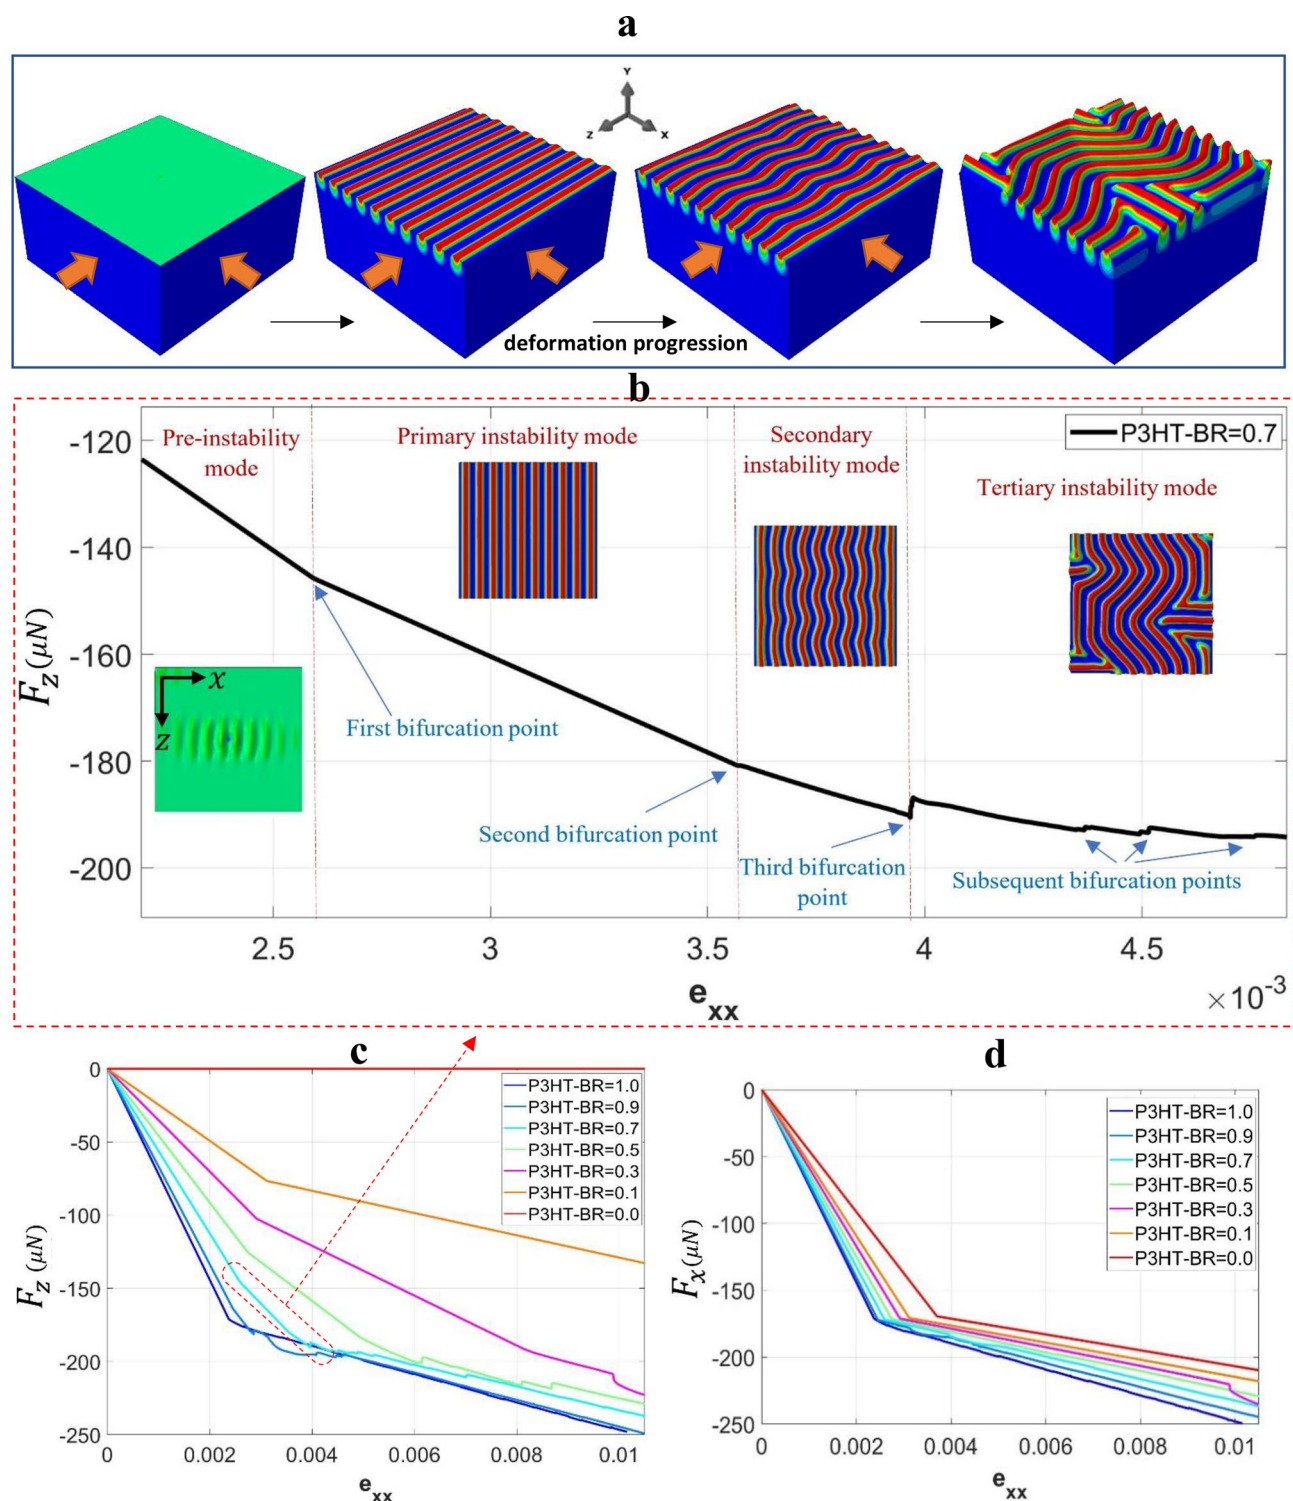 a
Y
Z
X
deformation progression
b
-120
-140
-160
-180
-200
F_z (μN)
Pre-instability
mode
Primary instability mode
Secondary
instability mode
P3HT-BR=0.7
Tertiary instability mode
x
z
First bifurcation point
Second bifurcation point
Third bifurcation
point
Subsequent bifurcation points
2.5
3
3.5
4
4.5
e_xx
×10^-3
c
0
-50
-100
-150
-200
-250
F_z (μN)
P3HT-BR=1.0
P3HT-BR=0.9
P3HT-BR=0.7
P3HT-BR=0.5
P3HT-BR=0.3
P3HT-BR=0.1
P3HT-BR=0.0
0
0.002
0.004
0.006
0.008
0.01
e_xx
d
0
-50
-100
-150
-200
-250
F_x (μN)
P3HT-BR=1.0
P3HT-BR=0.9
P3HT-BR=0.7
P3HT-BR=0.5
P3HT-BR=0.3
P3HT-BR=0.1
P3HT-BR=0.0
0
0.002
0.004
0.006
0.008
0.01
e_xx